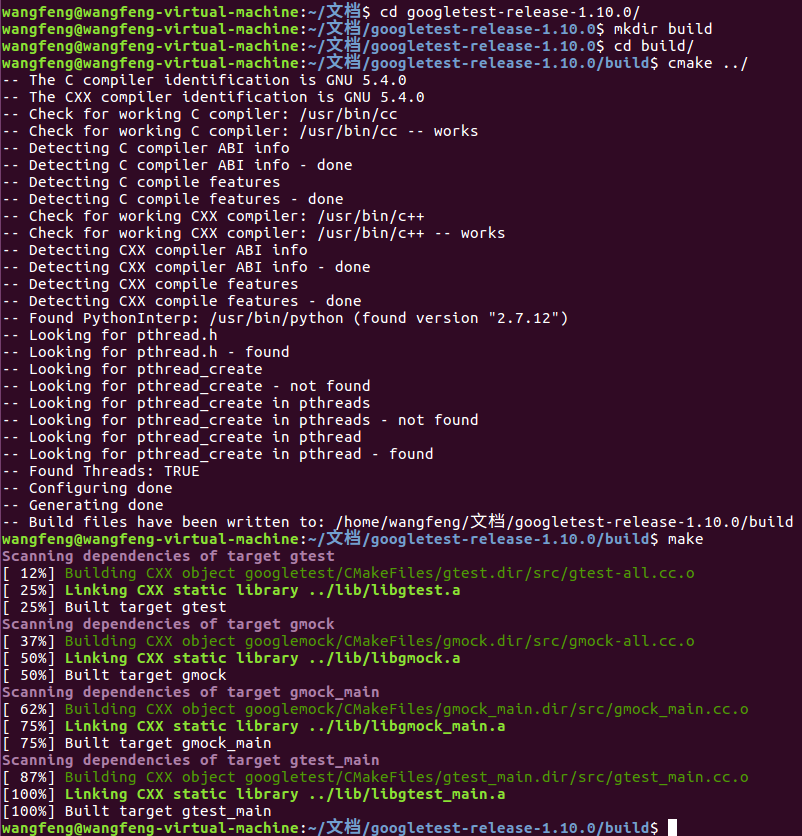 wangfeng@wangfeng-virtual-machine:~/文档$ cd googletest-release-1.10.0/
wangfeng@wangfeng-virtual-machine:~/文档/googletest-release-1.10.0$ mkdir build
wangfeng@wangfeng-virtual-machine:~/文档/googletest-release-1.10.0$ cd build/
wangfeng@wangfeng-virtual-machine:~/文档/googletest-release-1.10.0/build$ cmake ../
-- The C compiler identification is GNU 5.4.0
-- The CXX compiler identification is GNU 5.4.0
-- Check for working C compiler: /usr/bin/cc
-- Check for working C compiler: /usr/bin/cc -- works
-- Detecting C compiler ABI info
-- Detecting C compiler ABI info - done
-- Detecting C compile features
-- Detecting C compile features - done
-- Check for working CXX compiler: /usr/bin/c++
-- Check for working CXX compiler: /usr/bin/c++ -- works
-- Detecting CXX compiler ABI info
-- Detecting CXX compiler ABI info - done
-- Detecting CXX compile features
-- Detecting CXX compile features - done
-- Found PythonInterp: /usr/bin/python (found version "2.7.12")
-- Looking for pthread.h
-- Looking for pthread.h - found
-- Looking for pthread_create
-- Looking for pthread_create - not found
-- Looking for pthread_create in pthreads
-- Looking for pthread_create in pthreads - not found
-- Looking for pthread_create in pthread
-- Looking for pthread_create in pthread - found
-- Found Threads: TRUE
-- Configuring done
-- Generating done
-- Build files have been written to: /home/wangfeng/文档/googletest-release-1.10.0/build
wangfeng@wangfeng-virtual-machine:~/文档/googletest-release-1.10.0/build$ make
Scanning dependencies of target gtest
[ 12%] Building CXX object googletest/CMakeFiles/gtest.dir/src/gtest-all.cc.o
[ 25%] Linking CXX static library ../lib/libgtest.a
[ 25%] Built target gtest
Scanning dependencies of target gmock
[ 37%] Building CXX object googlemock/CMakeFiles/gmock.dir/src/gmock-all.cc.o
[ 50%] Linking CXX static library ../lib/libgmock.a
[ 50%] Built target gmock
Scanning dependencies of target gmock_main
[ 62%] Building CXX object googlemock/CMakeFiles/gmock_main.dir/src/gmock_main.cc.o
[ 75%] Linking CXX static library ../lib/libgmock_main.a
[ 75%] Built target gmock_main
Scanning dependencies of target gtest_main
[ 87%] Building CXX object googletest/CMakeFiles/gtest_main.dir/src/gtest_main.cc.o
[100%] Linking CXX static library ../lib/libgtest_main.a
[100%] Built target gtest_main
wangfeng@wangfeng-virtual-machine:~/文档/googletest-release-1.10.0/build$